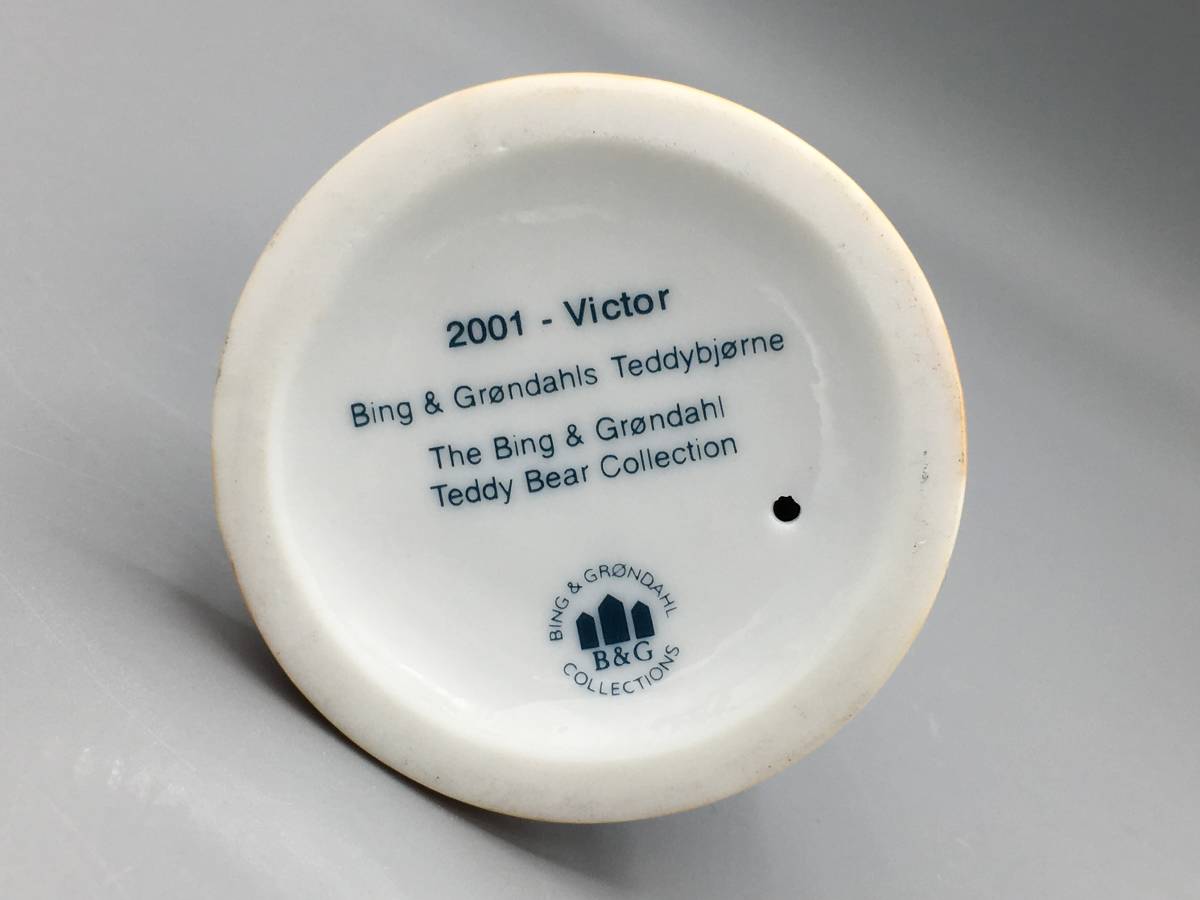 2001 - Victor
Bing & Grøndahls Teddybjørne
The Bing & Grøndahl
Teddy Bear Collection
BING & GRØNDAHL
B&G
COLLECTIONS